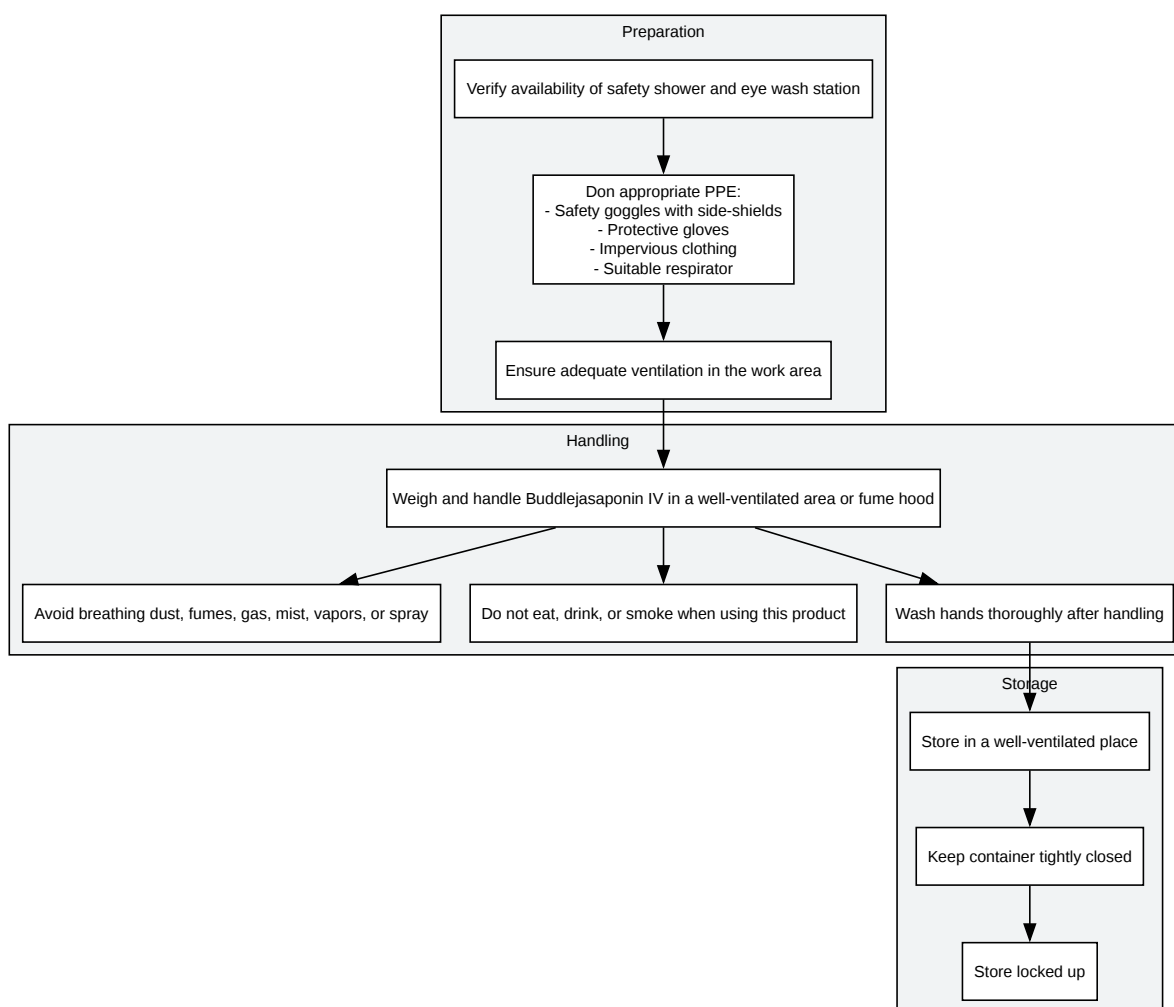 Preparation
Verify availability of safety shower and eye wash station
Don appropriate PPE:
- Safety goggles with side-shields
- Protective gloves
- Impervious clothing
- Suitable respirator
Ensure adequate ventilation in the work area
Handling
Weigh and handle Buddlejasaponin IV in a well-ventilated area or fume hood
Avoid breathing dust, fumes, gas, mist, vapors, or spray
Do not eat, drink, or smoke when using this product
Wash hands thoroughly after handling
Storage
Store in a well-ventilated place
Keep container tightly closed
Store locked up